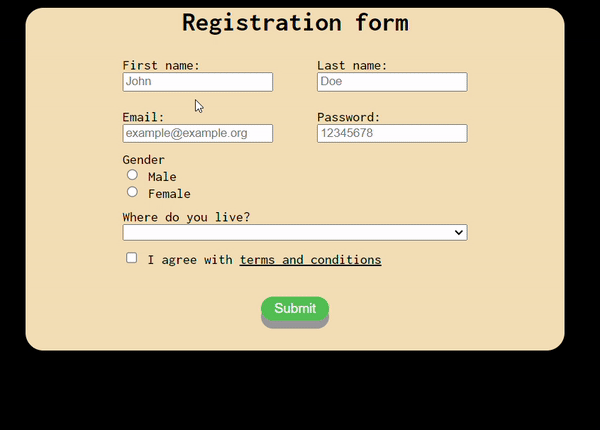 Registration form
First name: Last name:
John Doe
Email: Password:
example@example.org 12345678
Gender
Male
Female
Where do you live?
I agree with terms and conditions
Submit